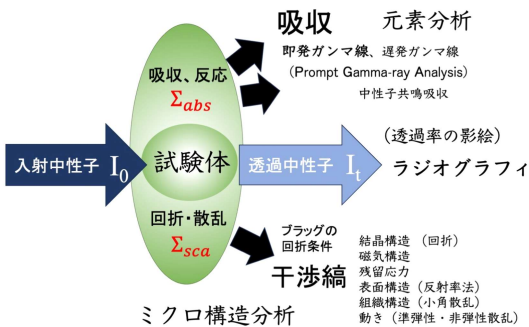 吸収 元素分析
即発ガンマ線、遅発ガンマ線
(Prompt Gamma-ray Analysis)
中性子共鳴吸収
吸収、反応
Σabs
(透過率の影絵)
入射中性子 I0
試験体
透過中性子 It
ラジオグラフィ
回折・散乱
Σsca
ブラッグの
回折条件
干渉縞
結晶構造（回折）
磁気構造
残留応力
表面構造（反射率法）
組織構造（小角散乱）
動き（準弾性・非弾性散乱）
ミクロ構造分析